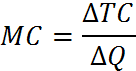 MC = ΔTC / ΔQ